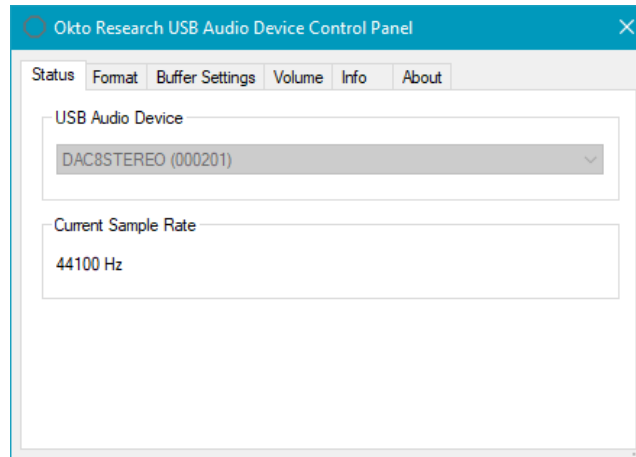 Okto Research USB Audio Device Control Panel
Status Format Buffer Settings Volume Info About
USB Audio Device
DAC8STEREO (000201)
Current Sample Rate
44100 Hz